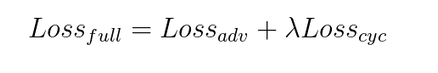 Loss_{full} = Loss_{adv} + λLoss_{cyc}